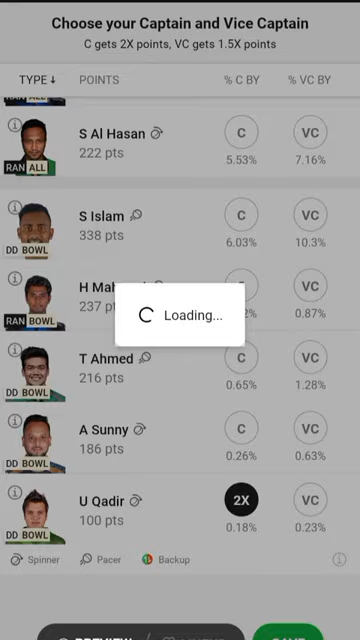 Choose your Captain and Vice Captain
C gets 2X points, VC gets 1.5X points
TYPE↓ POINTS % C BY % VC BY
S Al Hasan C VC
222 pts 5.53% 7.16%
RAN ALL
S Islam C VC
338 pts 6.03% 10.3%
DD BOWL
H Mah VC
237 pt 2% 0.87%
RAN BOWL
Loading...
T Ahmed C VC
216 pts 0.65% 1.28%
DD BOWL
A Sunny C VC
186 pts 0.26% 0.63%
DD BOWL
U Qadir 2X VC
100 pts 0.18% 0.23%
DD BOWL
Spinner Pacer Backup